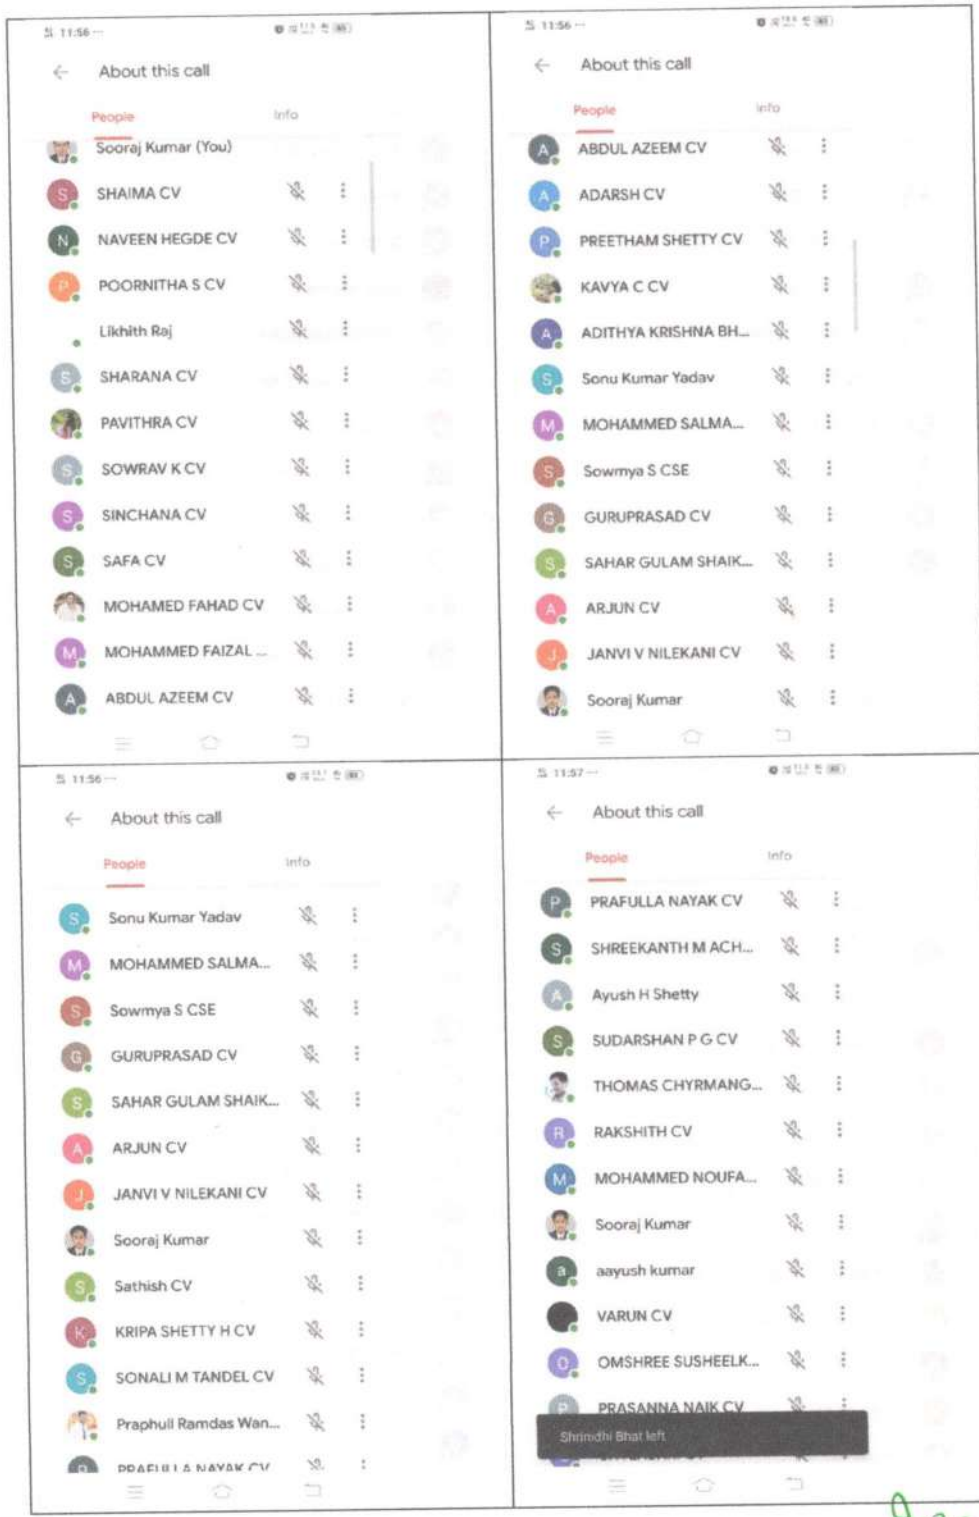 11:56 ...
About this call
People Info
Sooraj Kumar (You)
S SHAIMA CV
N NAVEEN HEGDE CV
P POORNITHA S CV
Likhith Raj
S SHARANA CV
PAVITHRA CV
S SOWRAV K CV
S SINCHANA CV
S SAFA CV
MOHAMED FAHAD CV
M MOHAMMED FAIZAL ...
A ABDUL AZEEM CV
11:56 ...
About this call
People Info
A ABDUL AZEEM CV
A ADARSH CV
P PREETHAM SHETTY CV
KAVYA C CV
A ADITHYA KRISHNA BH...
S Sonu Kumar Yadav
M MOHAMMED SALMA...
S Sowmya S CSE
G GURUPRASAD CV
S SAHAR GULAM SHAIK...
A ARJUN CV
J JANVI V NILEKANI CV
Sooraj Kumar
11:56 ...
About this call
People Info
S Sonu Kumar Yadav
M MOHAMMED SALMA...
S Sowmya S CSE
G GURUPRASAD CV
S SAHAR GULAM SHAIK...
A ARJUN CV
J JANVI V NILEKANI CV
Sooraj Kumar
S Sathish CV
K KRIPA SHETTY H CV
S SONALI M TANDEL CV
Praphull Ramdas Wan...
P PRAFULLA NAYAK CV
11:57 ...
About this call
People Info
P PRAFULLA NAYAK CV
S SHREEKANTH M ACH...
A Ayush H Shetty
S SUDARSHAN P G CV
THOMAS CHYRMANG...
R RAKSHITH CV
M MOHAMMED NOUFA...
Sooraj Kumar
a aayush kumar
VARUN CV
O OMSHREE SUSHEELK...
P PRASANNA NAIK CV
Shrinidhi Bhat left